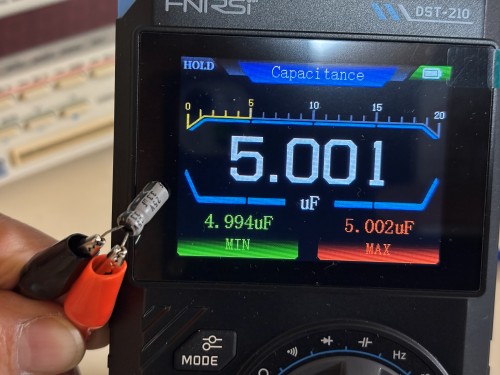 FNIRSI
DST-210
HOLD
Capacitance
0 5 10 15 20
5.001
uF
4.994uF
MIN
5.002uF
MAX
MODE
Hz